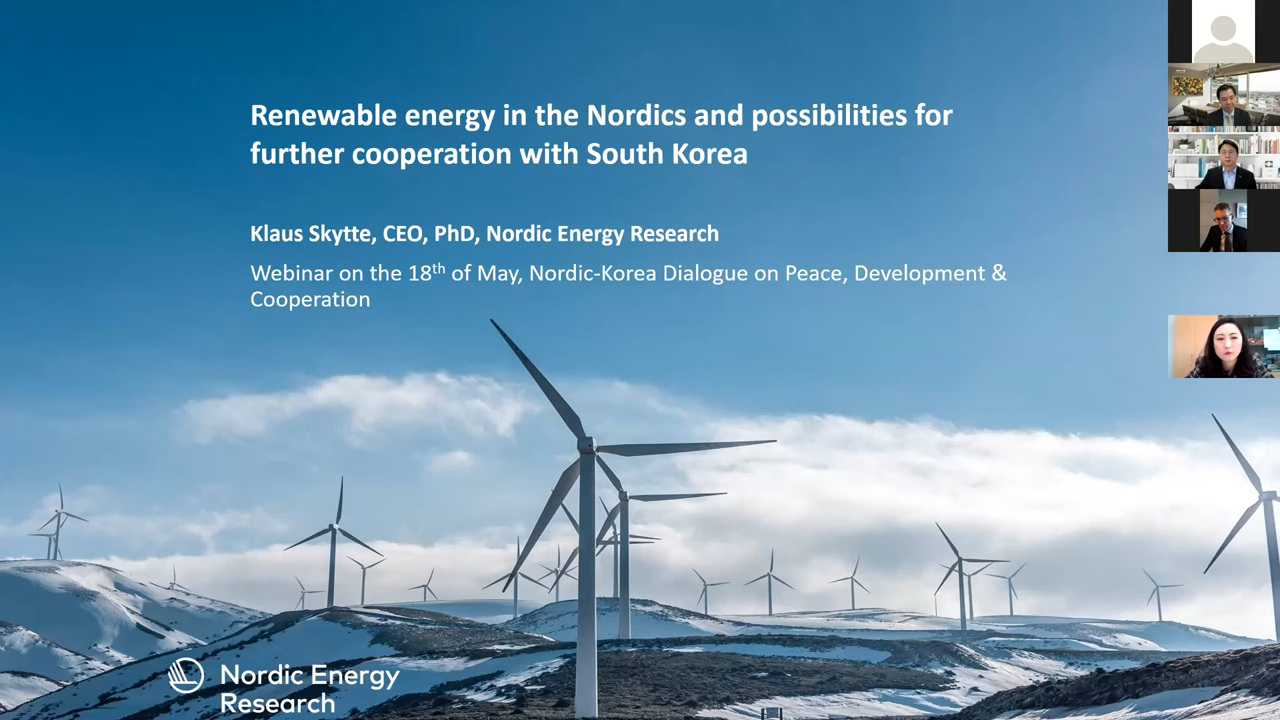 Renewable energy in the Nordics and possibilities for
further cooperation with South Korea
Klaus Skytte, CEO, PhD, Nordic Energy Research
Webinar on the 18th of May, Nordic-Korea Dialogue on Peace, Development &
Cooperation
Nordic Energy
Research